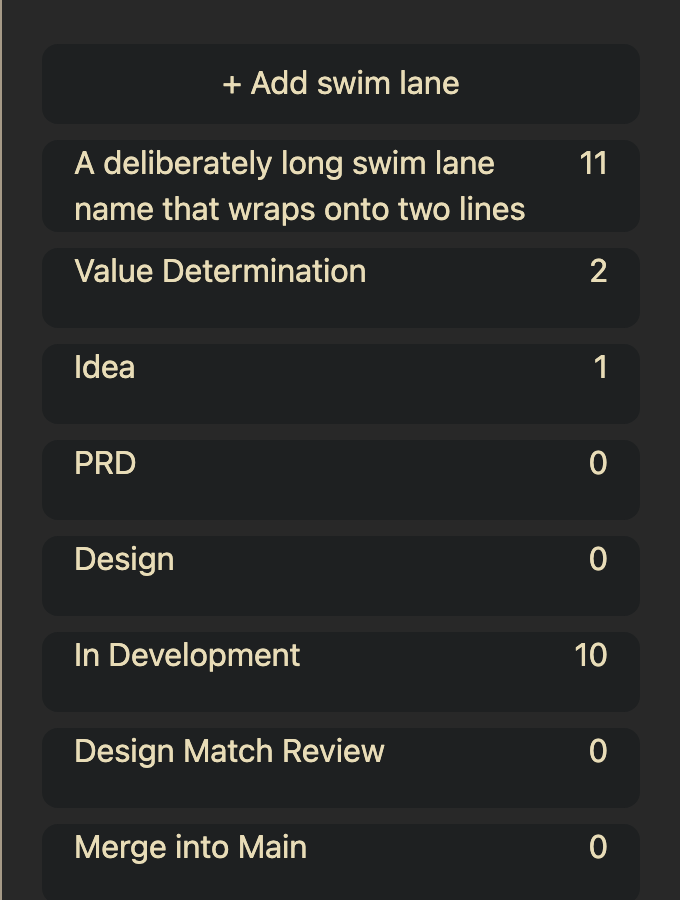 + Add swim lane
A deliberately long swim lane 11
name that wraps onto two lines
Value Determination 2
Idea 1
PRD 0
Design 0
In Development 10
Design Match Review 0
Merge into Main 0